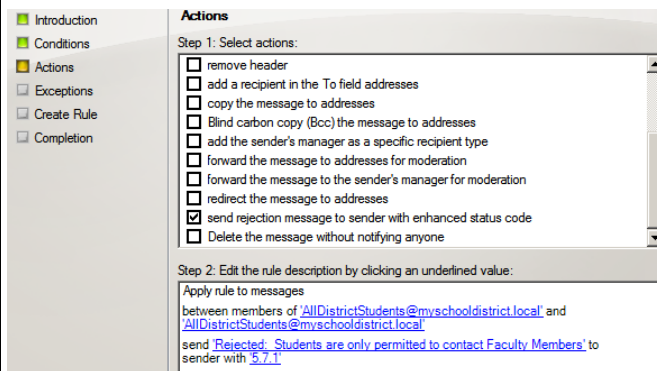 Introduction
Conditions
Actions
Exceptions
Create Rule
Completion
Actions
Step 1: Select actions:
remove header
add a recipient in the To field addresses
copy the message to addresses
Blind carbon copy (Bcc) the message to addresses
add the sender's manager as a specific recipient type
forward the message to addresses for moderation
forward the message to the sender's manager for moderation
redirect the message to addresses
send rejection message to sender with enhanced status code
Delete the message without notifying anyone
Step 2: Edit the rule description by clicking an underlined value:
Apply rule to messages
between members of 'AllDistrictStudents@myschooldistrict.local' and
'AllDistrictStudents@myschooldistrict.local'
send 'Rejected: Students are only permitted to contact Faculty Members' to
sender with '5.7.1'